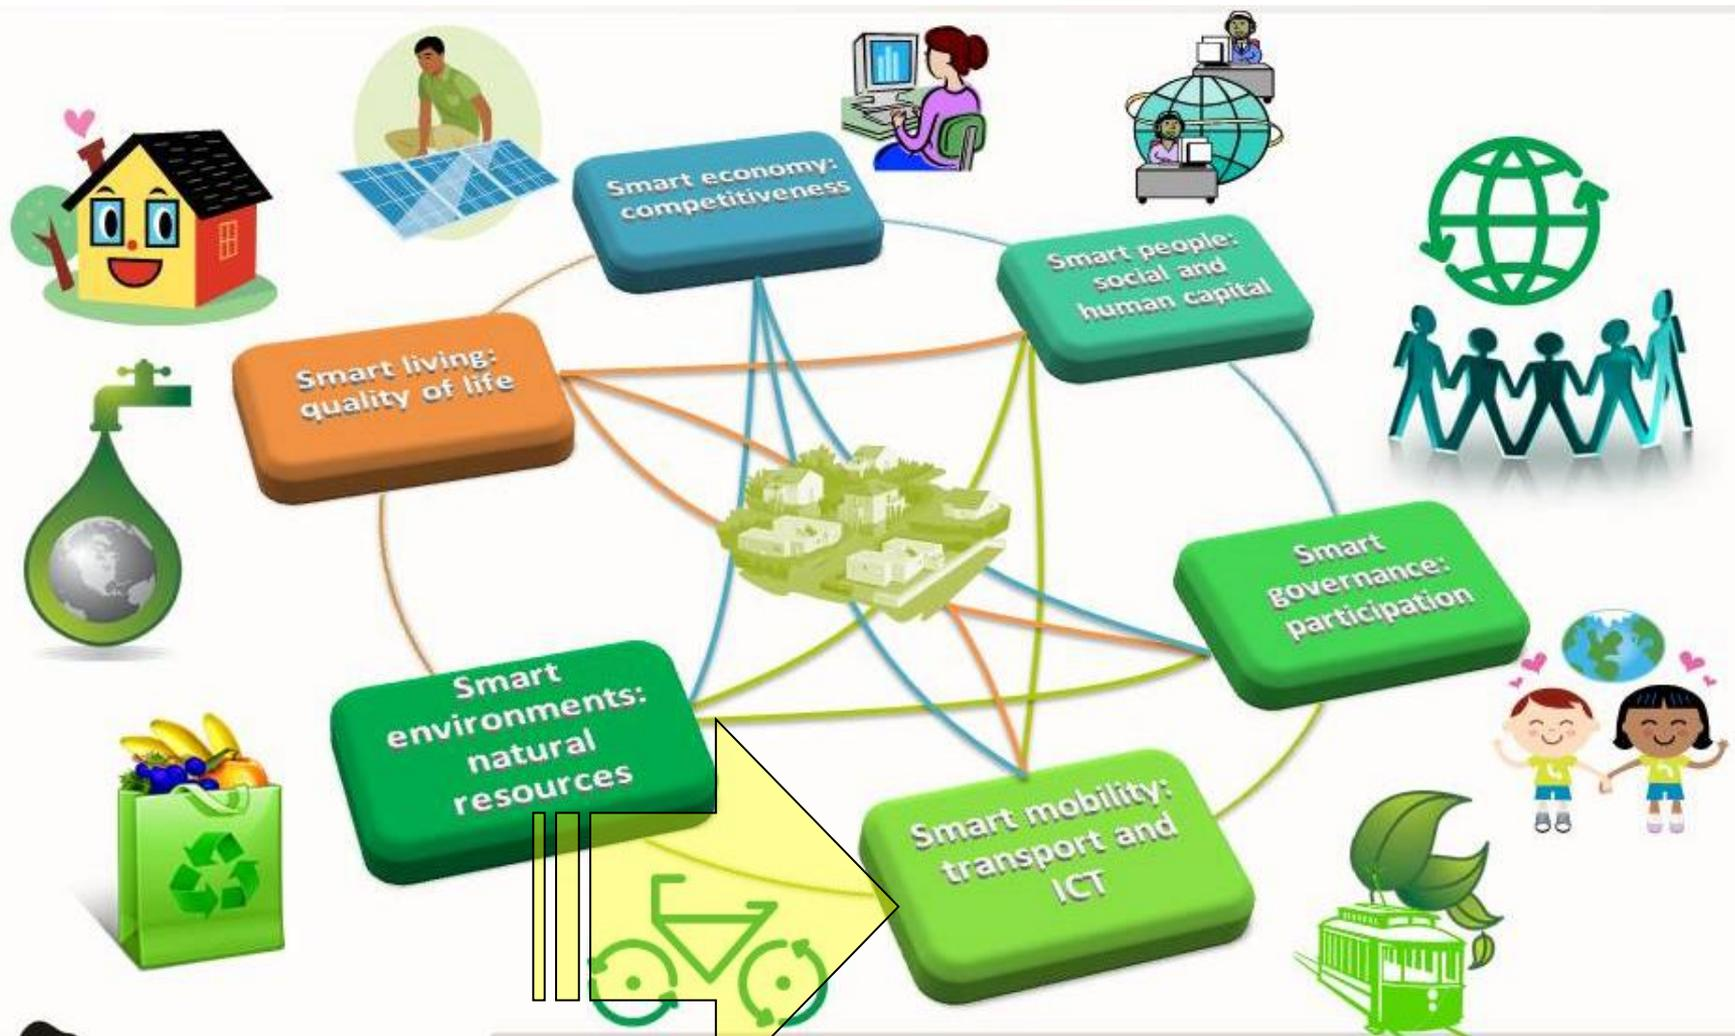 Smart economy:
competitiveness
Smart people:
social and
human capital
Smart living:
quality of life
Smart
governance:
participation
Smart
environments:
natural
resources
Smart mobility:
transport and
ICT